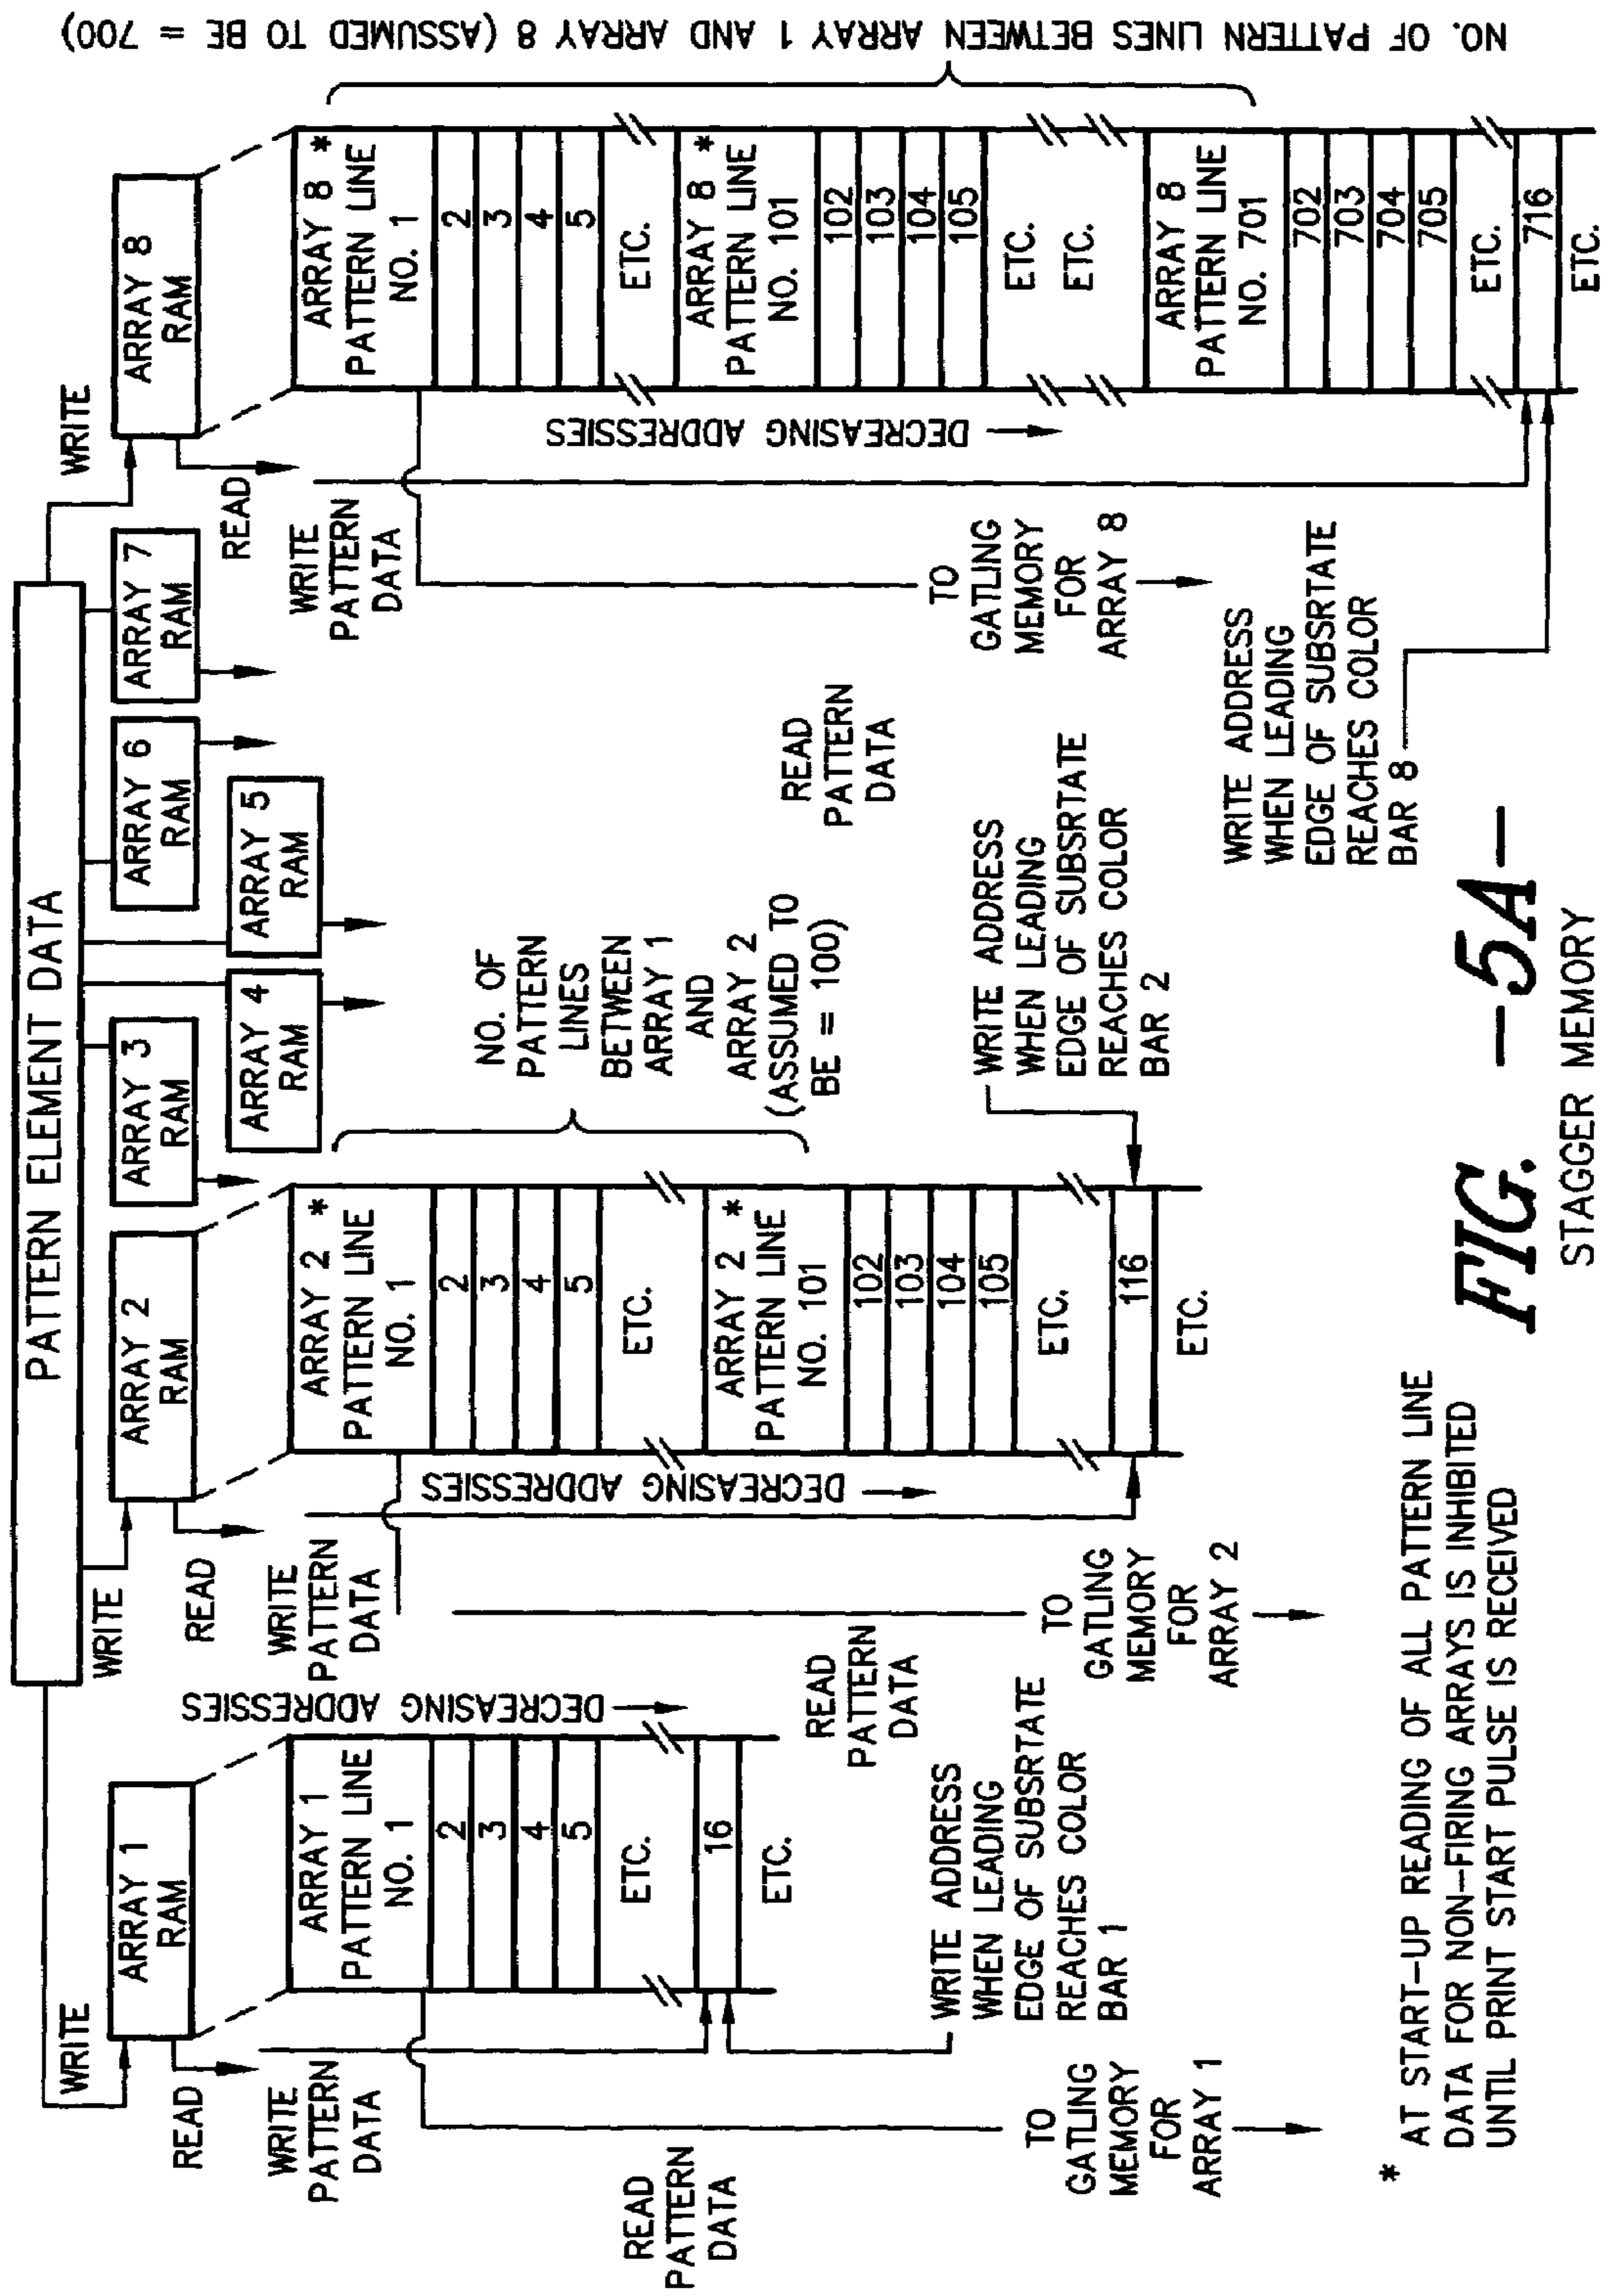 PATTERN ELEMENT DATA
WRITE
ARRAY 1
RAM
READ
WRITE
PATTERN
DATA
ARRAY 1
PATTERN LINE
NO. 1
2
3
4
5
ETC.
16
ETC.
DECREASING ADDRESSIES
READ
PATTERN
DATA
WRITE ADDRESS
WHEN LEADING
EDGE OF SUBSRTATE
REACHES COLOR
BAR 1
TO
GATLING
MEMORY
FOR
ARRAY 1
WRITE
ARRAY 2
RAM
READ
WRITE
PATTERN
DATA
ARRAY 2 *
PATTERN LINE
NO. 1
2
3
4
5
ETC.
ARRAY 2 *
PATTERN LINE
NO. 101
102
103
104
105
ETC.
116
ETC.
DECREASING ADDRESSIES
READ
PATTERN
DATA
TO
GATLING
MEMORY
FOR
ARRAY 2
NO. OF
PATTERN
LINES
BETWEEN
ARRAY 1
AND
ARRAY 2
(ASSUMED TO
BE = 100)
WRITE ADDRESS
WHEN LEADING
EDGE OF SUBSRTATE
REACHES COLOR
BAR 2
ARRAY 3
RAM
ARRAY 4
RAM
ARRAY 5
RAM
ARRAY 6
RAM
ARRAY 7
RAM
WRITE
ARRAY 8
RAM
READ
WRITE
PATTERN
DATA
ARRAY 8 *
PATTERN LINE
NO. 1
2
3
4
5
ETC.
ARRAY 8 *
PATTERN LINE
NO. 101
102
103
104
105
ETC.
ETC.
ARRAY 8
PATTERN LINE
NO. 701
702
703
704
705
ETC.
716
ETC.
DECREASING ADDRESSIES
READ
PATTERN
DATA
TO
GATLING
MEMORY
FOR
ARRAY 8
WRITE ADDRESS
WHEN LEADING
EDGE OF SUBSRTATE
REACHES COLOR
BAR 8
NO. OF PATTERN LINES BETWEEN ARRAY 1 AND ARRAY 8 (ASSUMED TO BE = 700)
* AT START-UP READING OF ALL PATTERN LINE
DATA FOR NON-FIRING ARRAYS IS INHIBITED
UNTIL PRINT START PULSE IS RECEIVED
FIG. -5A-
STAGGER MEMORY